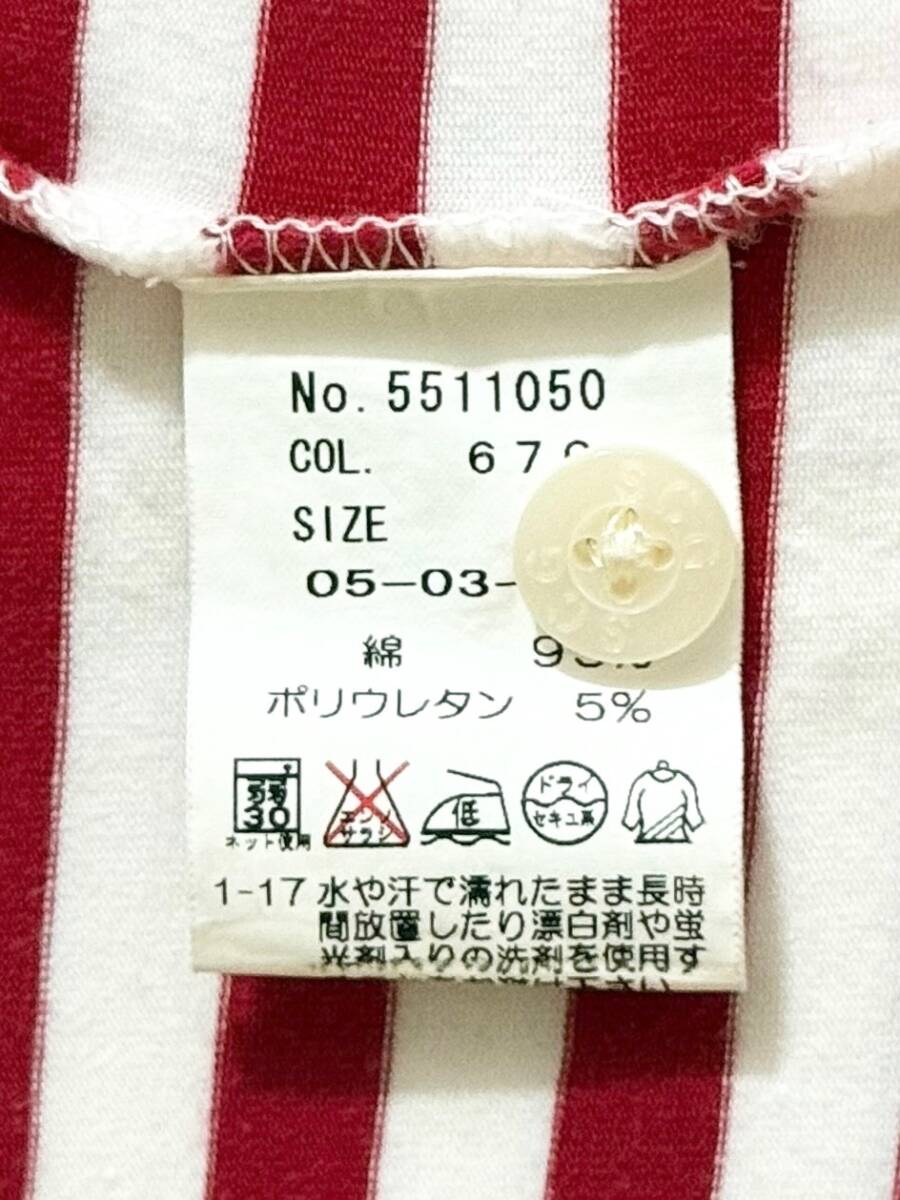 No. 5511050
COL. 67
SIZE
05-03-
綿 9 %
ポリウレタン 5%
弱 30 エンソサラシ 低 ドライ セキユ系
ネット使用
1-17 水や汗で濡れたまま長時
間放置したり漂白剤や蛍
光剤入りの洗剤を使用す